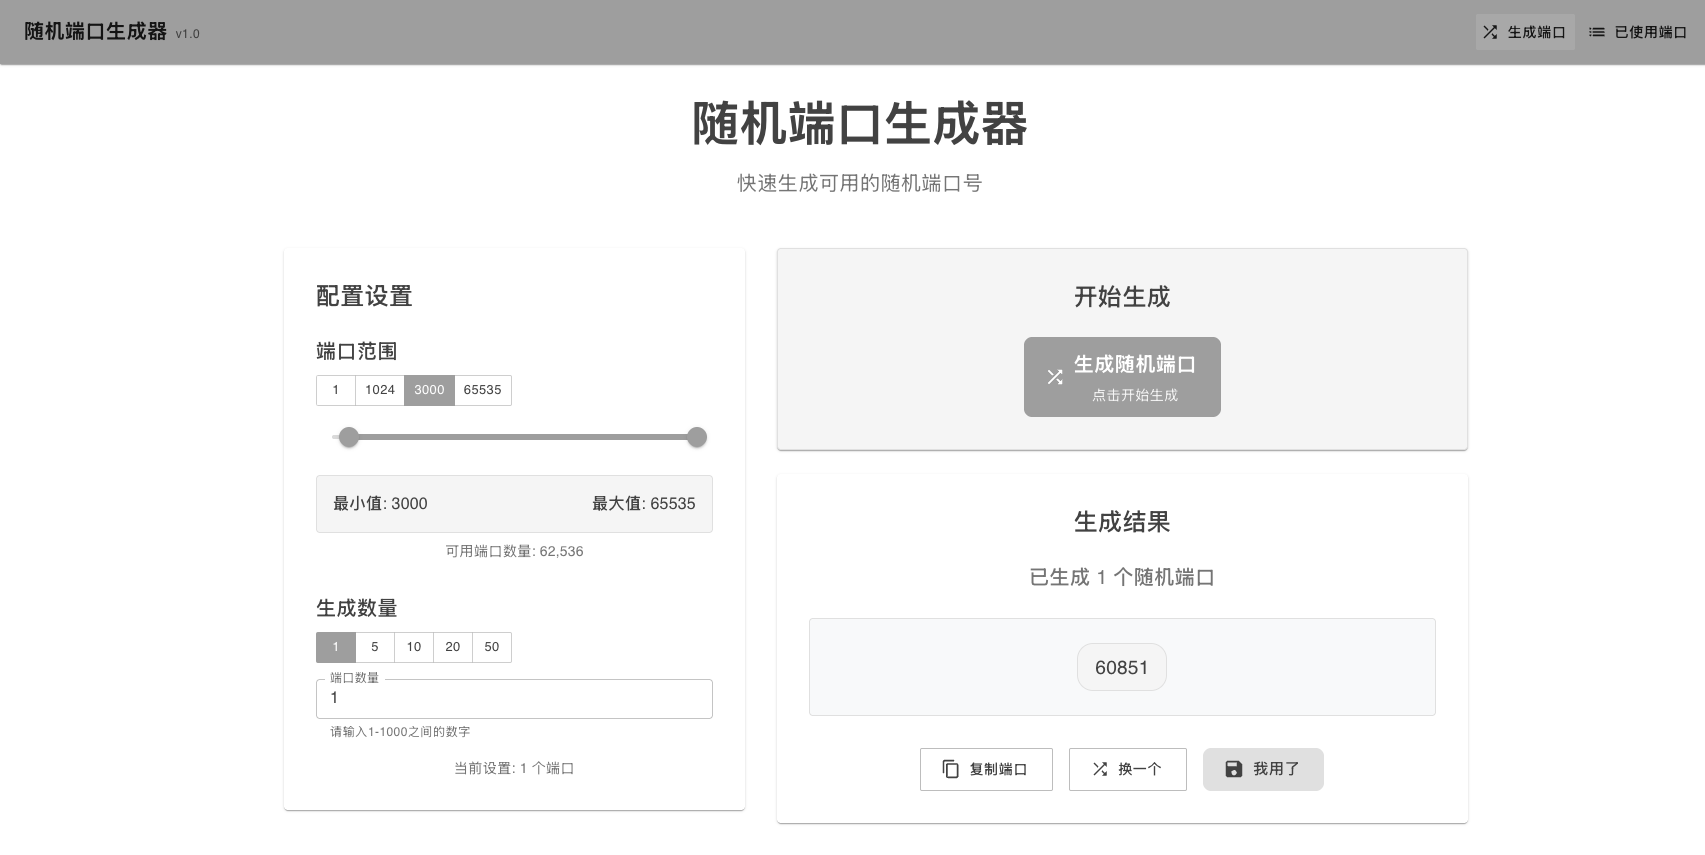 随机端口生成器 v1.0
生成端口
已使用端口
随机端口生成器
快速生成可用的随机端口号
配置设置
端口范围
1 1024 3000 65535
最小值: 3000 最大值: 65535
可用端口数量: 62,536
生成数量
1 5 10 20 50
端口数量
1
请输入1-1000之间的数字
当前设置: 1 个端口
开始生成
生成随机端口
点击开始生成
生成结果
已生成 1 个随机端口
60851
复制端口 换一个 我用了